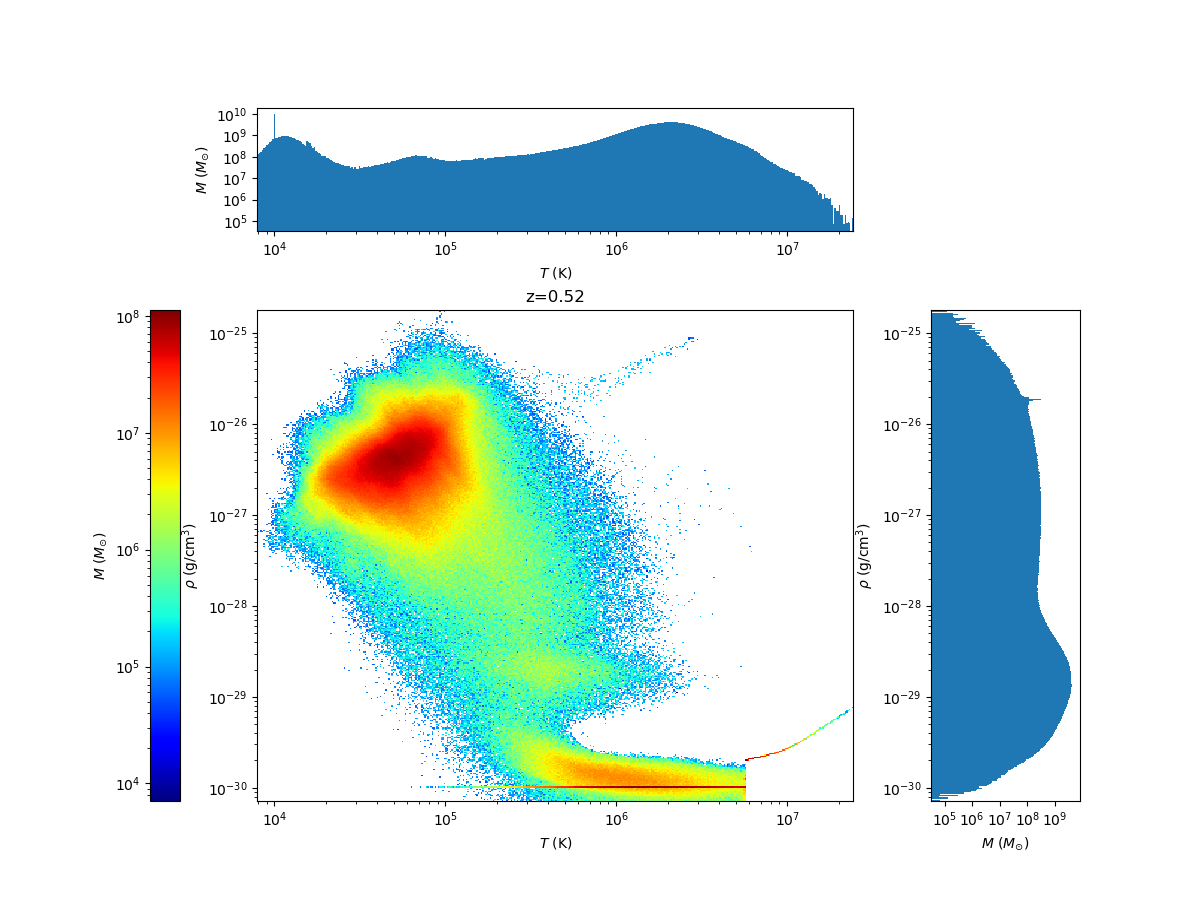 10¹⁰
10⁹
10⁸
10⁷
10⁶
10⁵
M (M⊙)
10⁴ 10⁵ 10⁶ 10⁷
T (K)
z=0.52
10⁸
10⁷
10⁶
10⁵
10⁴
M (M⊙)
10⁻²⁵
10⁻²⁶
10⁻²⁷
10⁻²⁸
10⁻²⁹
10⁻³⁰
ρ (g/cm³)
10⁴ 10⁵ 10⁶ 10⁷
T (K)
10⁻²⁵
10⁻²⁶
10⁻²⁷
10⁻²⁸
10⁻²⁹
10⁻³⁰
ρ (g/cm³)
10⁵ 10⁶ 10⁷ 10⁸ 10⁹
M (M⊙)